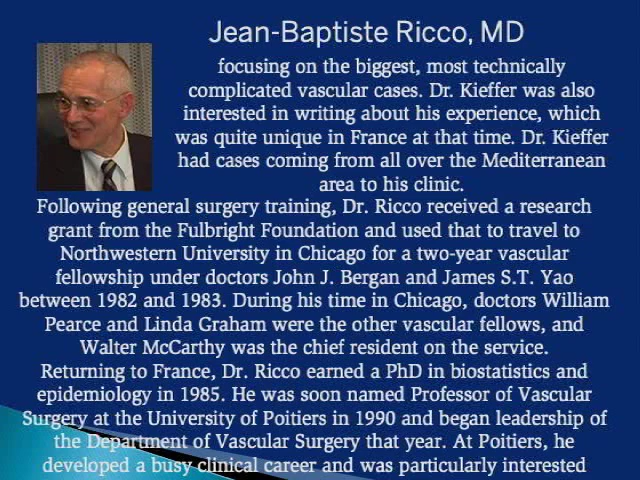 Jean-Baptiste Ricco, MD
focusing on the biggest, most technically
complicated vascular cases. Dr. Kieffer was also
interested in writing about his experience, which
was quite unique in France at that time. Dr. Kieffer
had cases coming from all over the Mediterranean
area to his clinic.
Following general surgery training, Dr. Ricco received a research
grant from the Fulbright Foundation and used that to travel to
Northwestern University in Chicago for a two-year vascular
fellowship under doctors John J. Bergan and James S.T. Yao
between 1982 and 1983. During his time in Chicago, doctors William
Pearce and Linda Graham were the other vascular fellows, and
Walter McCarthy was the chief resident on the service.
Returning to France, Dr. Ricco earned a PhD in biostatistics and
epidemiology in 1985. He was soon named Professor of Vascular
Surgery at the University of Poitiers in 1990 and began leadership of
the Department of Vascular Surgery that year. At Poitiers, he
developed a busy clinical career and was particularly interested